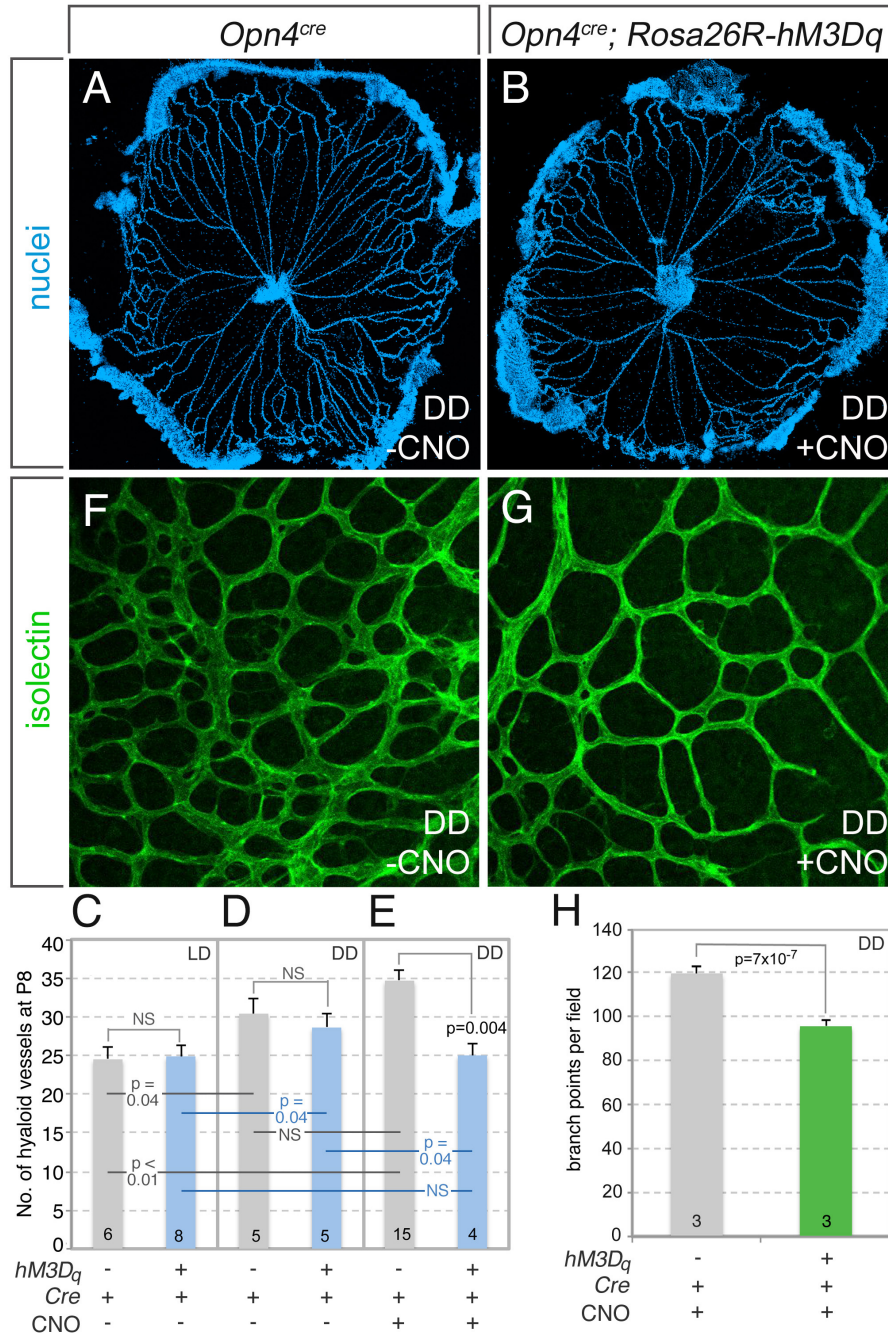 Opn4cre
Opn4cre; Rosa26R-hM3Dq
nuclei
A
DD
-CNO
B
DD
+CNO
isolectin
F
DD
-CNO
G
DD
+CNO
C
D
E
No. of hyaloid vessels at P8
40
35
30
25
20
15
10
5
0
LD
DD
DD
NS
NS
p=0.004
p =
0.04
p =
0.04
NS
p =
0.04
p <
0.01
NS
6
8
5
5
15
4
hM3Dq
- + - + - +
Cre
+ + + + + +
CNO
- - - - + +
H
branch points per field
140
120
100
80
60
40
20
0
DD
p=7x10-7
3
3
hM3Dq
- +
Cre
+ +
CNO
+ +